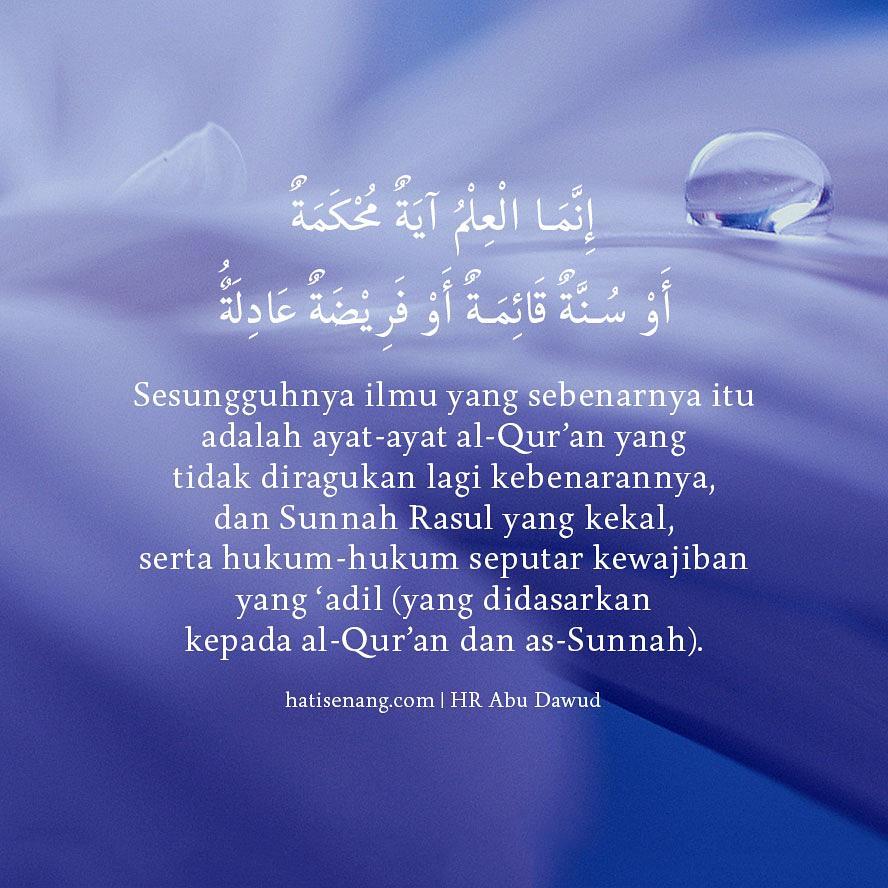 إِنَّمَا الْعِلْمُ آيَةٌ مُحْكَمَةٌ
أَوْ سُنَّةٌ قَائِمَةٌ أَوْ فَرِيْضَةٌ عَادِلَةٌ
Sesungguhnya ilmu yang sebenarnya itu
adalah ayat-ayat al-Qur’an yang
tidak diragukan lagi kebenarannya,
dan Sunnah Rasul yang kekal,
serta hukum-hukum seputar kewajiban
yang ‘adil (yang didasarkan
kepada al-Qur’an dan as-Sunnah).
hatisenang.com | HR Abu Dawud